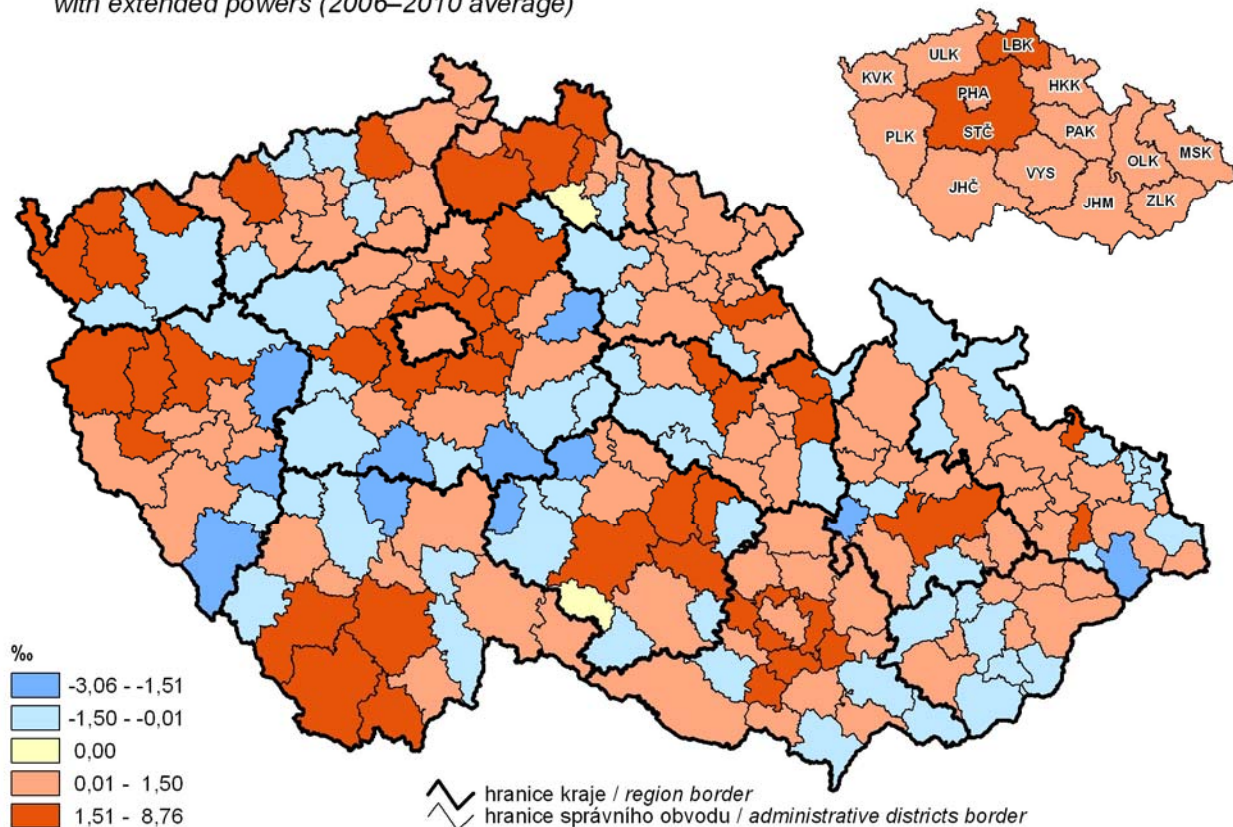 with extended powers (2006–2010 average)
ULK
LBK
KVK
PHA
HKK
PLK
STČ
PAK
MSK
OLK
VYS
JHČ
ZLK
JHM
‰
-3,06 - -1,51
-1,50 - -0,01
0,00
0,01 - 1,50
1,51 - 8,76
hranice kraje / region border
hranice správního obvodu / administrative districts border